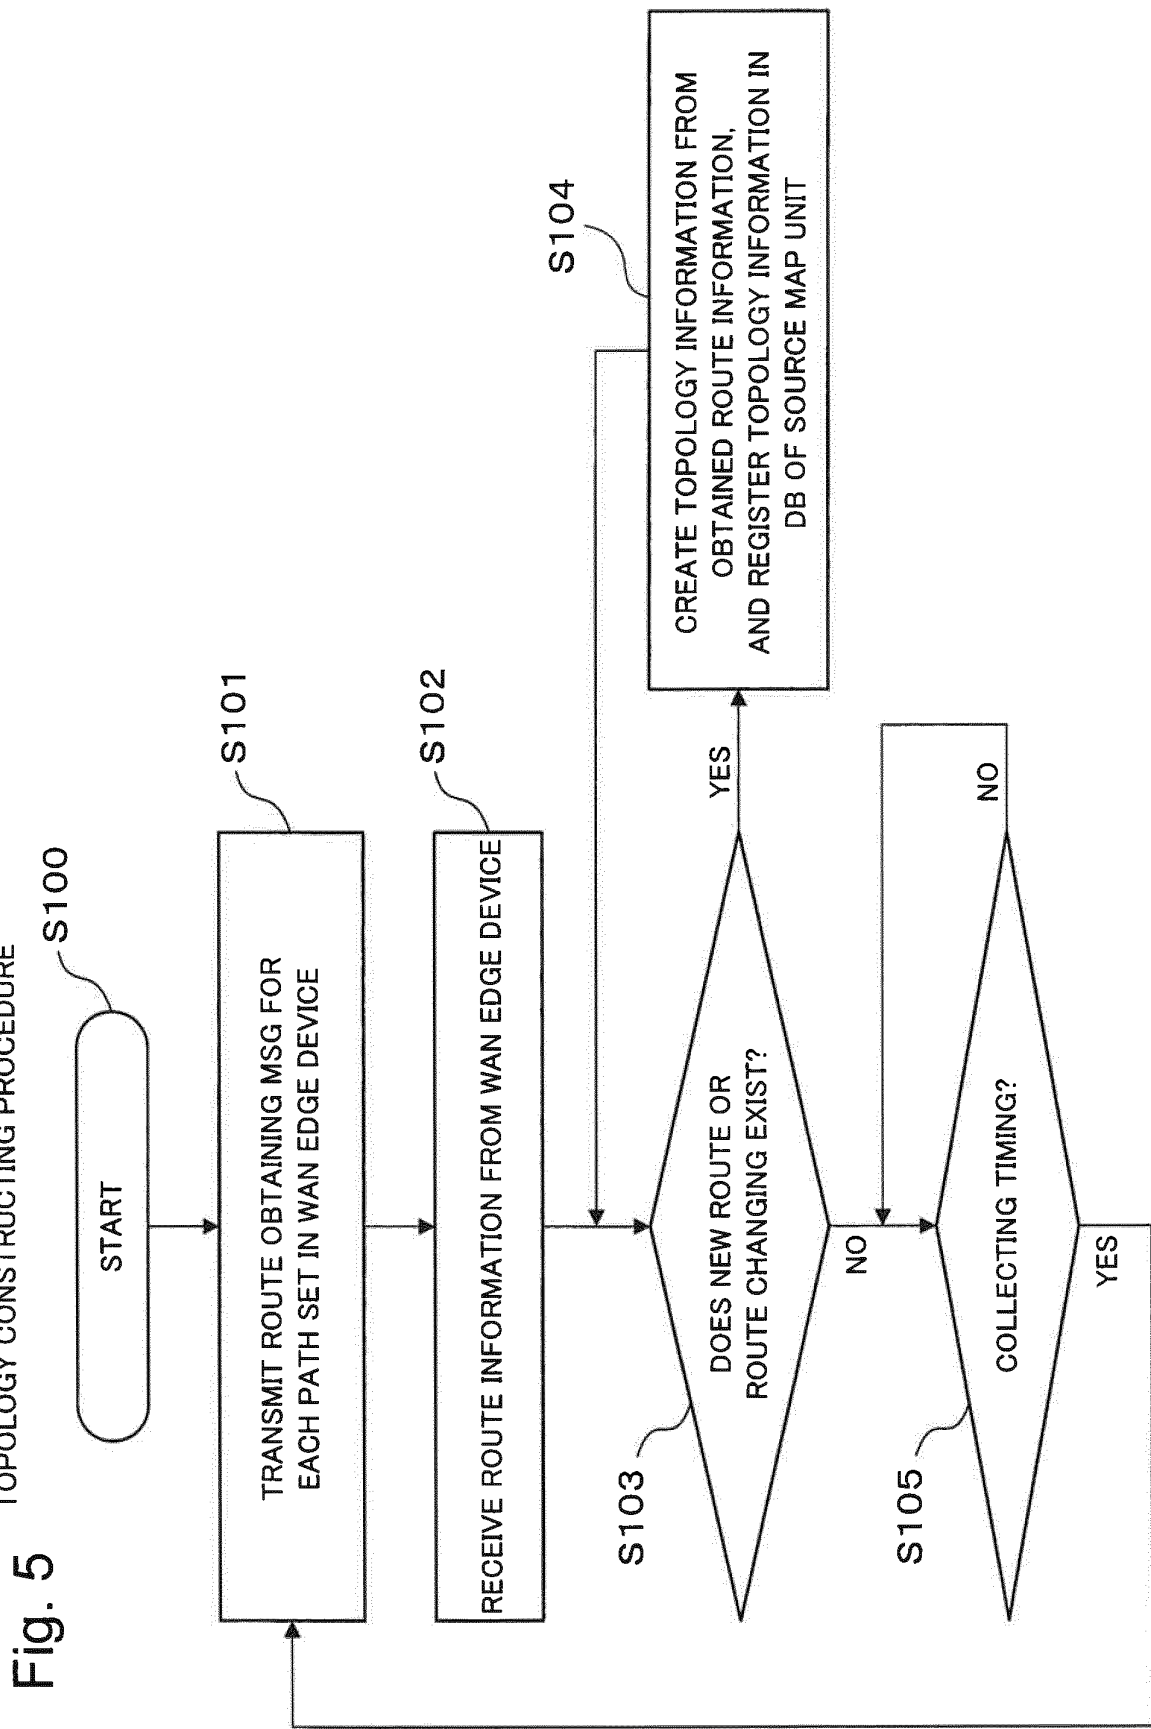 Fig. 5
TOPOLOGY CONSTRUCTING PROCEDURE
S100
START
S101
TRANSMIT ROUTE OBTAINING MSG FOR
EACH PATH SET IN WAN EDGE DEVICE
S102
RECEIVE ROUTE INFORMATION FROM WAN EDGE DEVICE
S103
DOES NEW ROUTE OR
ROUTE CHANGING EXIST?
YES
NO
S104
CREATE TOPOLOGY INFORMATION FROM
OBTAINED ROUTE INFORMATION,
AND REGISTER TOPOLOGY INFORMATION IN
DB OF SOURCE MAP UNIT
S105
COLLECTING TIMING?
NO
YES